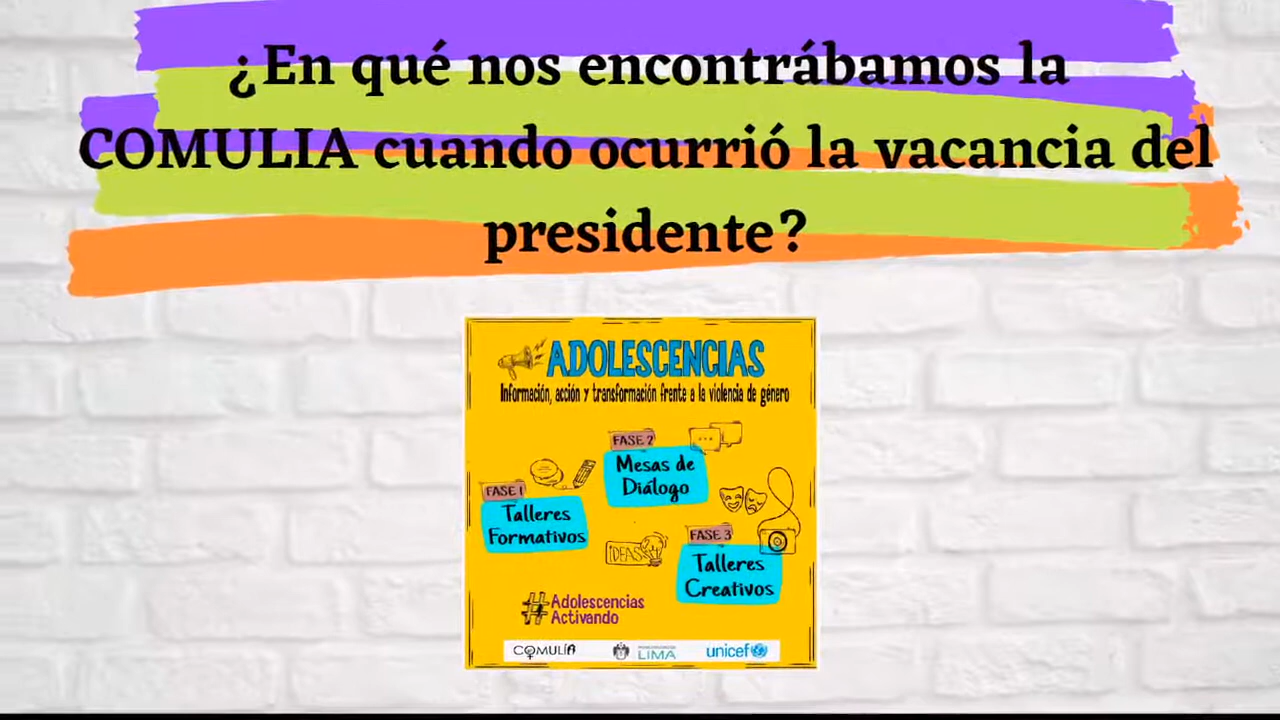 ¿En qué nos encontrábamos la
COMULIA cuando ocurrió la vacancia del
presidente?
ADOLESCENCIAS
Información, acción y transformación frente a la violencia de género
FASE 2
Mesas de
Diálogo
FASE 1
Talleres
Formativos
IDEAS
FASE 3
Talleres
Creativos
#Adolescencias
Activando
COMULIA
LIMA
unicef